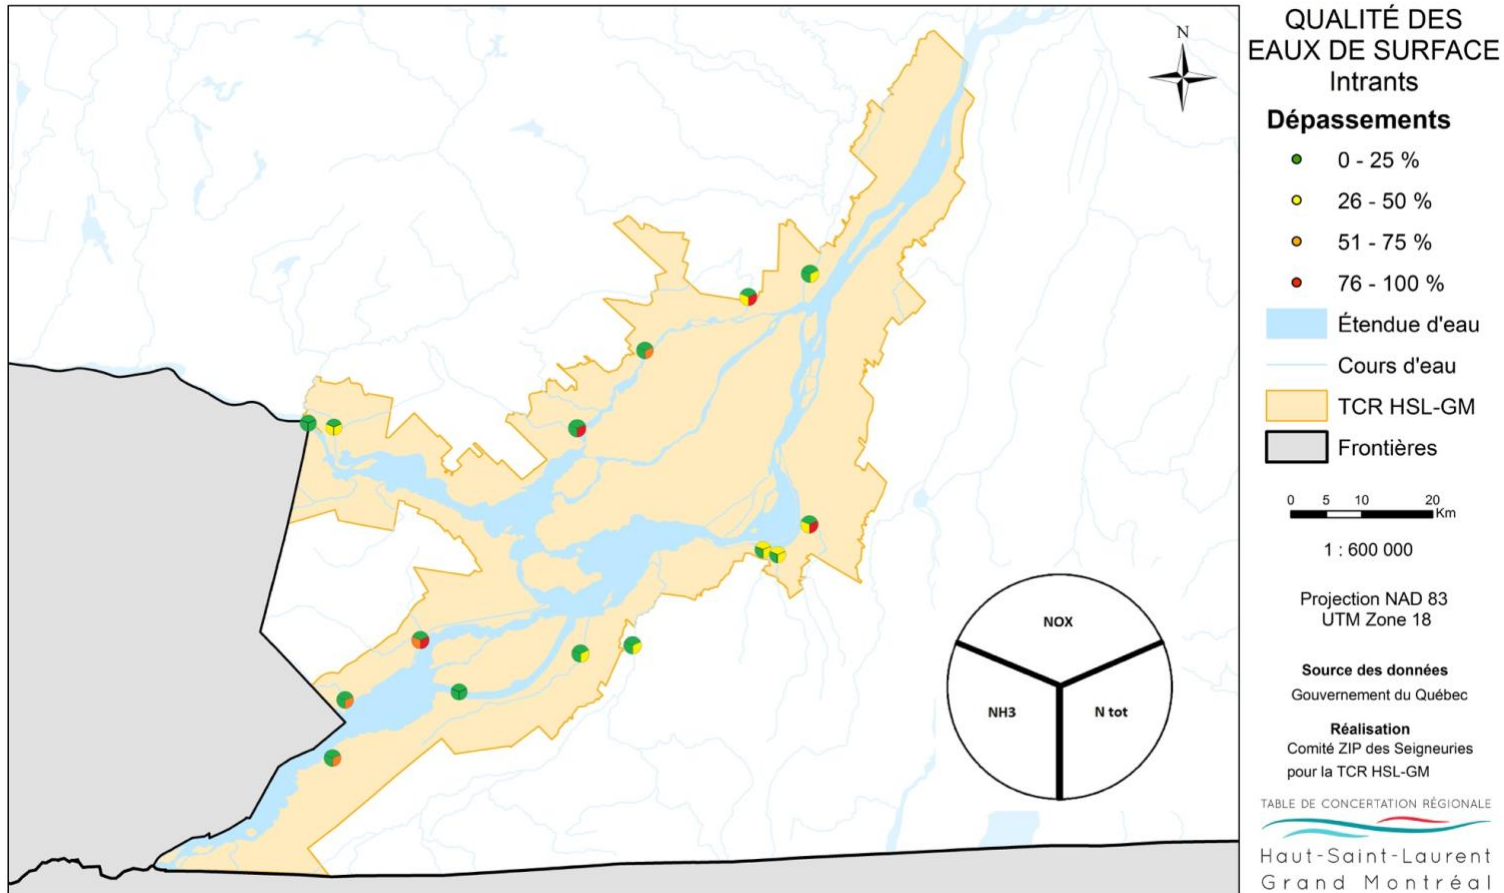 N
NOX
NH3
N tot
QUALITÉ DES
EAUX DE SURFACE
Intrants
Dépassements
0 - 25 %
26 - 50 %
51 - 75 %
76 - 100 %
Étendue d'eau
Cours d'eau
TCR HSL-GM
Frontières
0 5 10 20
Km
1 : 600 000
Projection NAD 83
UTM Zone 18
Source des données
Gouvernement du Québec
Réalisation
Comité ZIP des Seigneuries
pour la TCR HSL-GM
TABLE DE CONCERTATION RÉGIONALE
Haut-Saint-Laurent
Grand Montréal